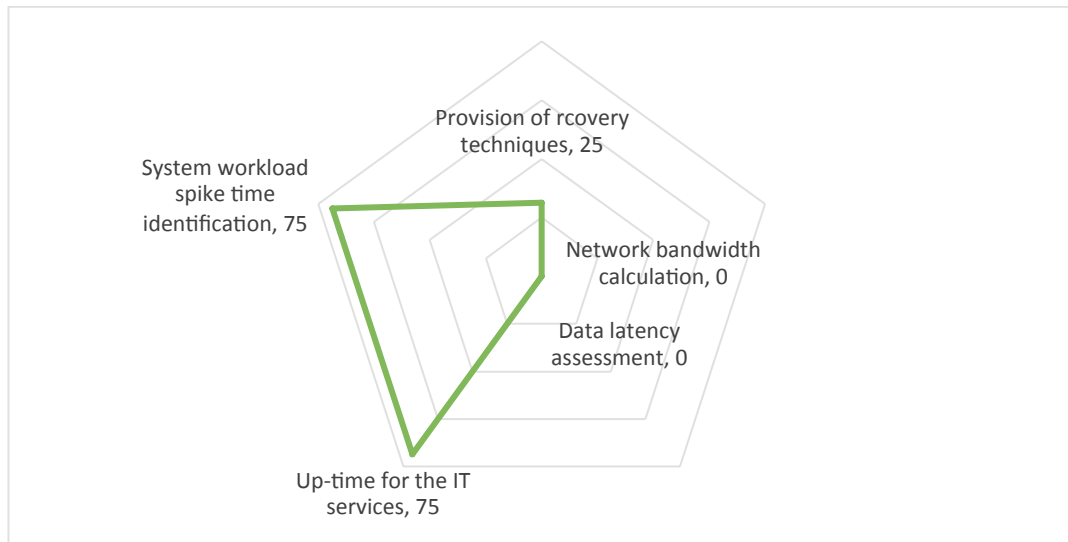 Provision of rcovery
techniques, 25
System workload
spike time
identification, 75
Network bandwidth
calculation, 0
Data latency
assessment, 0
Up-time for the IT
services, 75